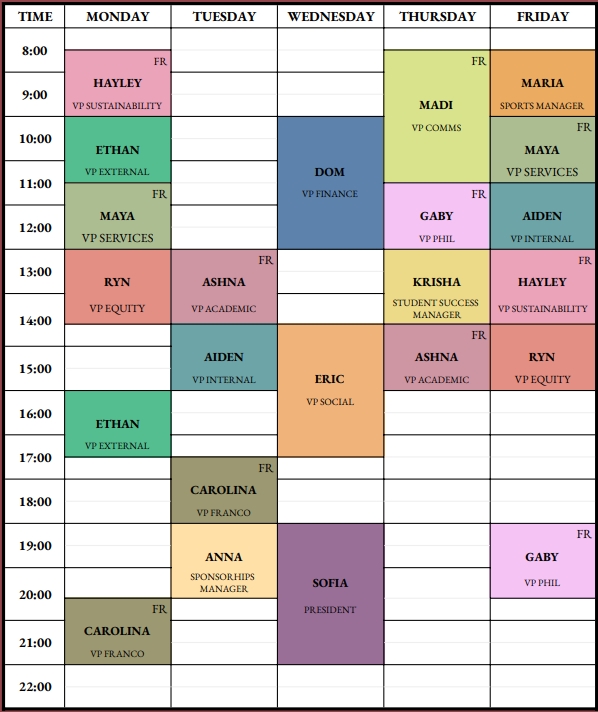 TIME MONDAY TUESDAY WEDNESDAY THURSDAY FRIDAY
8:00
FR FR
HAYLEY MARIA
9:00
VP SUSTAINABILITY MADI SPORTS MANAGER
VP COMMS FR
10:00
ETHAN MAYA
VP EXTERNAL DOM VP SERVICES
11:00
FR VP FINANCE FR
MAYA GABY AIDEN
12:00
VP SERVICES VP PHIL VP INTERNAL
FR FR
13:00
RYN ASHNA KRISHA HAYLEY
VP EQUITY VP ACADEMIC STUDENT SUCCESS VP SUSTAINABILITY
MANAGER
14:00
FR
AIDEN ASHNA RYN
15:00
ERIC
VP INTERNAL VP ACADEMIC VP EQUITY
VP SOCIAL
16:00
ETHAN
VP EXTERNAL
17:00
FR
CAROLINA
18:00
VP FRANCO
FR
19:00
ANNA GABY
SPONSORHIPS SOFIA VP PHIL
MANAGER
20:00
FR PRESIDENT
CAROLINA
21:00
VP FRANCO
22:00